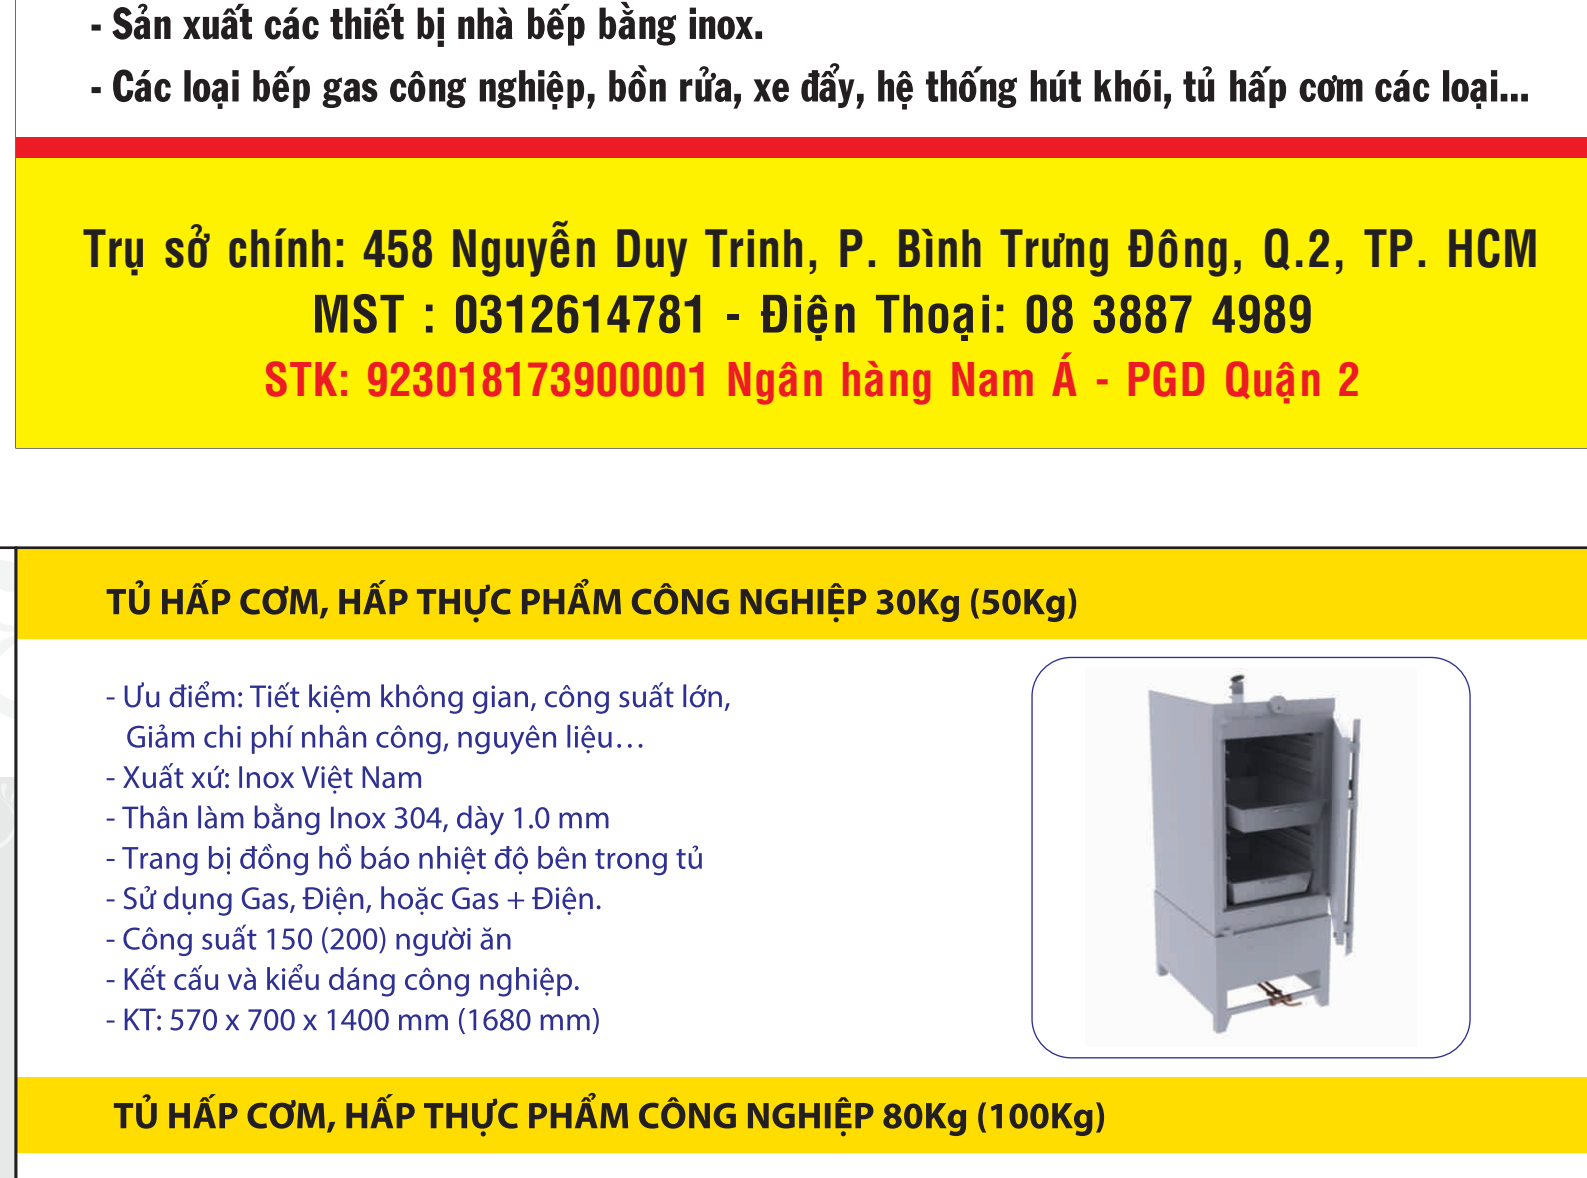 - Sản xuất các thiết bị nhà bếp bằng inox.
- Các loại bếp gas công nghiệp, bồn rửa, xe đẩy, hệ thống hút khói, tủ hấp cơm các loại...
Trụ sở chính: 458 Nguyễn Duy Trinh, P. Bình Trưng Đông, Q.2, TP. HCM
MST : 0312614781 - Điện Thoại: 08 3887 4989
STK: 923018173900001 Ngân hàng Nam Á - PGD Quận 2
TỦ HẤP CƠM, HẤP THỰC PHẨM CÔNG NGHIỆP 30Kg (50Kg)
- Ưu điểm: Tiết kiệm không gian, công suất lớn,
Giảm chi phí nhân công, nguyên liệu…
- Xuất xứ: Inox Việt Nam
- Thân làm bằng Inox 304, dày 1.0 mm
- Trang bị đồng hồ báo nhiệt độ bên trong tủ
- Sử dụng Gas, Điện, hoặc Gas + Điện.
- Công suất 150 (200) người ăn
- Kết cấu và kiểu dáng công nghiệp.
- KT: 570 x 700 x 1400 mm (1680 mm)
TỦ HẤP CƠM, HẤP THỰC PHẨM CÔNG NGHIỆP 80Kg (100Kg)